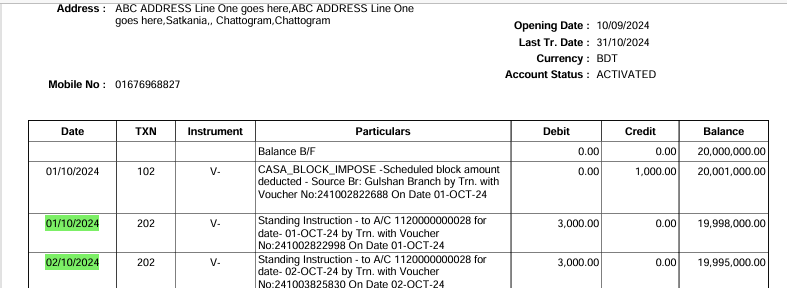 Address : ABC ADDRESS Line One goes here,ABC ADDRESS Line One
goes here,Satkania,, Chattogram,Chattogram
Opening Date : 10/09/2024
Last Tr. Date : 31/10/2024
Currency : BDT
Account Status : ACTIVATED
Mobile No : 01676968827
Date TXN Instrument Particulars Debit Credit Balance
Balance B/F 0.00 0.00 20,000,000.00
01/10/2024 102 V- CASA_BLOCK_IMPOSE -Scheduled block amount 0.00 1,000.00 20,001,000.00
deducted - Source Br: Gulshan Branch by Trn. with
Voucher No:241002822688 On Date 01-OCT-24
01/10/2024 202 V- Standing Instruction - to A/C 1120000000028 for 3,000.00 0.00 19,998,000.00
date- 01-OCT-24 by Trn. with Voucher
No:241002822998 On Date 01-OCT-24
02/10/2024 202 V- Standing Instruction - to A/C 1120000000028 for 3,000.00 0.00 19,995,000.00
date- 02-OCT-24 by Trn. with Voucher
No:241003825830 On Date 02-OCT-24